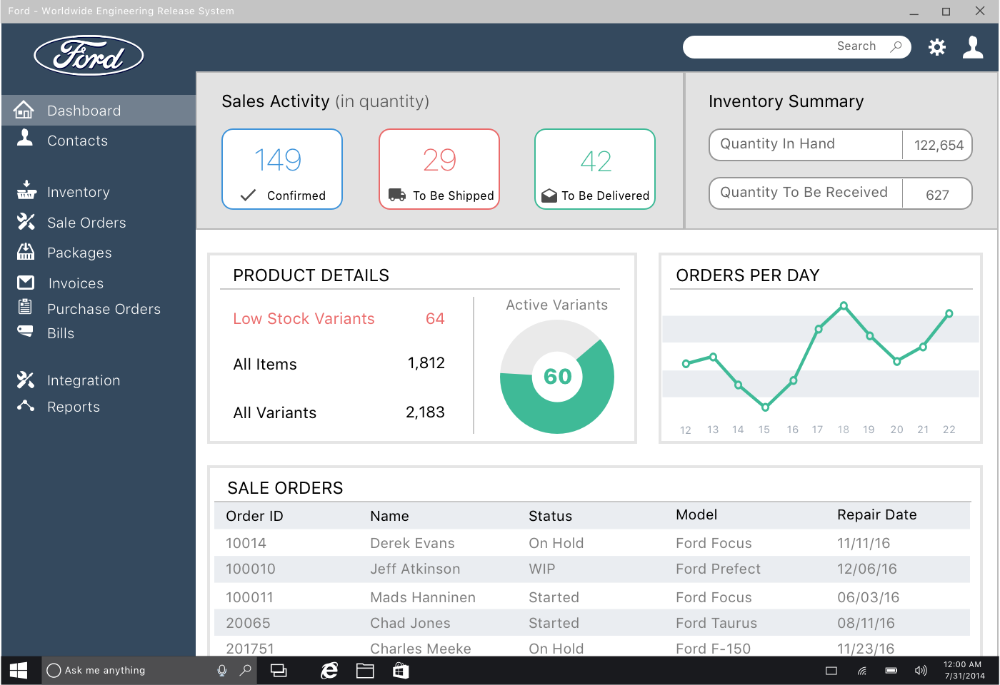 Ford - Worldwide Engineering Release System
Ford
Search
Dashboard
Contacts
Inventory
Sale Orders
Packages
Invoices
Purchase Orders
Bills
Integration
Reports
Sales Activity (in quantity)
149
Confirmed
29
To Be Shipped
42
To Be Delivered
Inventory Summary
Quantity In Hand 122,654
Quantity To Be Received 627
PRODUCT DETAILS
Low Stock Variants 64
All Items 1,812
All Variants 2,183
Active Variants
60
ORDERS PER DAY
12 13 14 15 16 17 18 19 20 21 22
SALE ORDERS
Order ID Name Status Model Repair Date
10014 Derek Evans On Hold Ford Focus 11/11/16
100010 Jeff Atkinson WIP Ford Prefect 12/06/16
100011 Mads Hanninen Started Ford Focus 06/03/16
20065 Chad Jones Started Ford Taurus 08/11/16
201751 Charles Meeke On Hold Ford F-150 11/23/16
Ask me anything
12:00 AM
7/31/2014